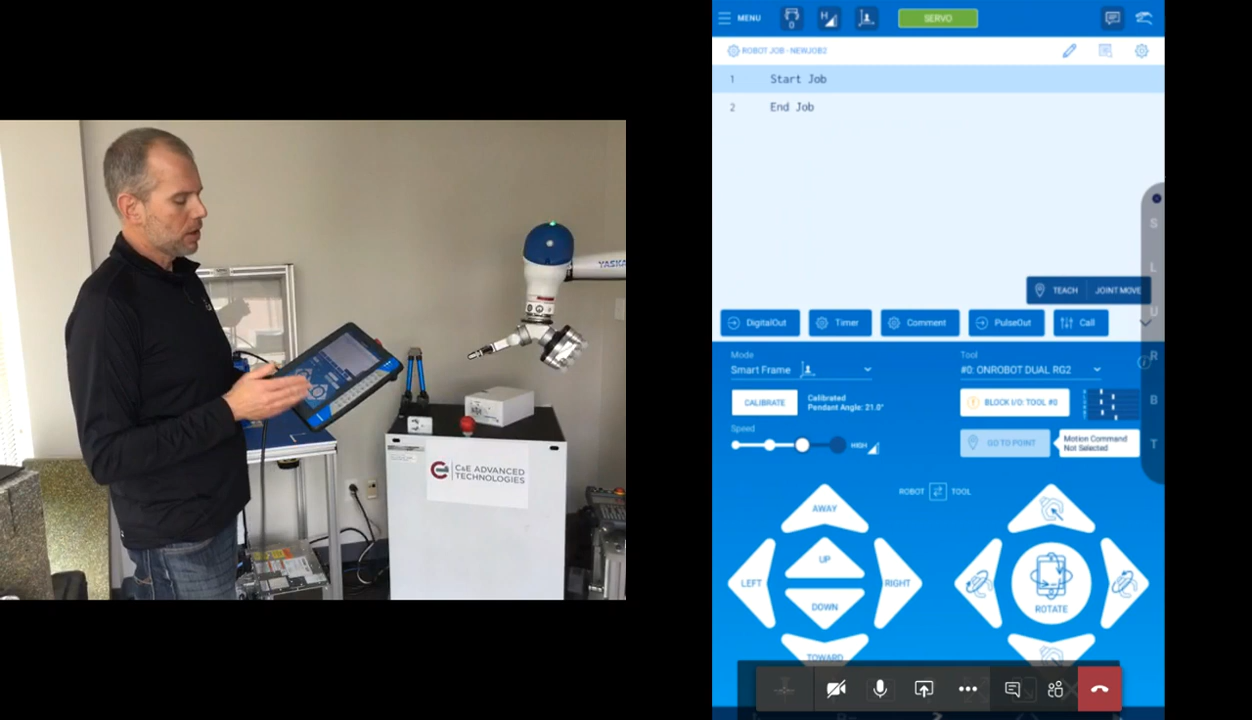 YASKA
C&E ADVANCED
TECHNOLOGIES
MENU
0
H
SERVO
ROBOT JOB - NEWJOB2
1 Start Job
2 End Job
S
L
U
R
B
T
TEACH
JOINT MOVE
DigitalOut
Timer
Comment
PulseOut
Call
Mode
Smart Frame
Tool
#0: ONROBOT DUAL RG2
CALIBRATE
Calibrated
Pendant Angle: 21.0°
BLOCK I/O: TOOL #0
Speed
HIGH
GO TO POINT
Motion Command
Not Selected
ROBOT
TOOL
AWAY
UP
LEFT
RIGHT
DOWN
TOWARD
ROTATE